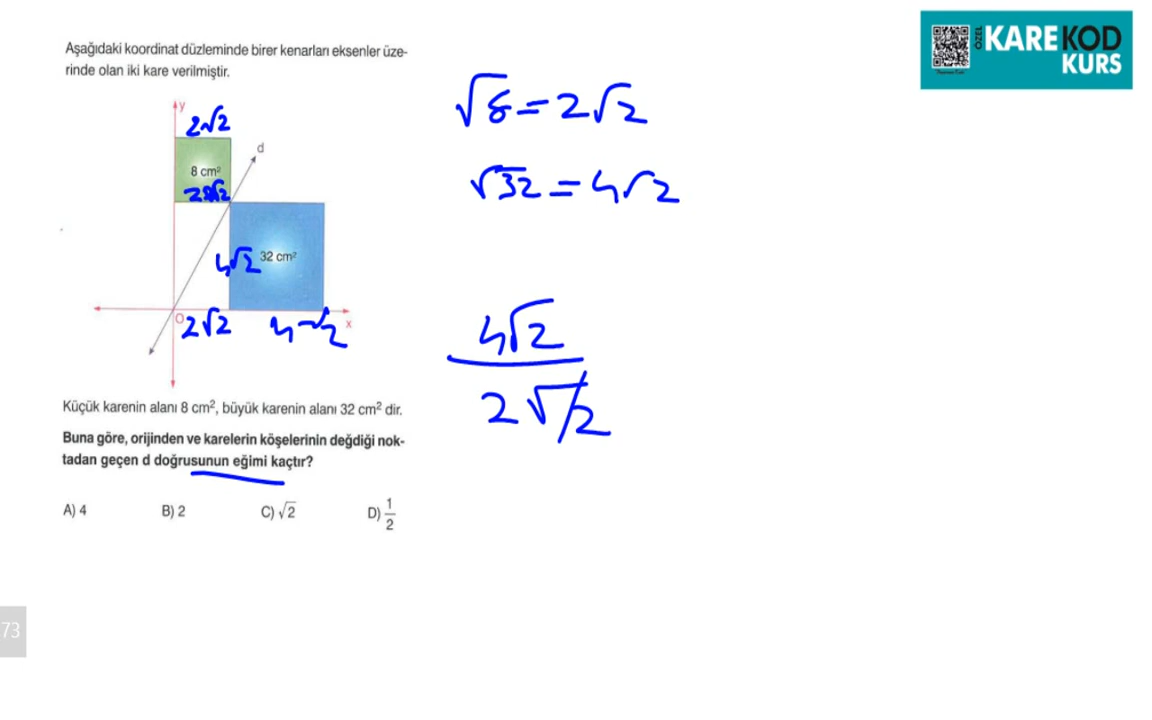 Aşağıdaki koordinat düzleminde birer kenarları eksenler üze-
rinde olan iki kare verilmiştir.
y
2√2
d
8 cm²
2√2
4√2
32 cm²
O
2√2
4√2
x
Küçük karenin alanı 8 cm², büyük karenin alanı 32 cm² dir.
Buna göre, orijinden ve karelerin köşelerinin değdiği nok-
tadan geçen d doğrusunun eğimi kaçtır?
A) 4 B) 2 C) √2 D) 1/2
√8 = 2√2
√32 = 4√2
4√2
2√2
KAREKOD
KURS
73